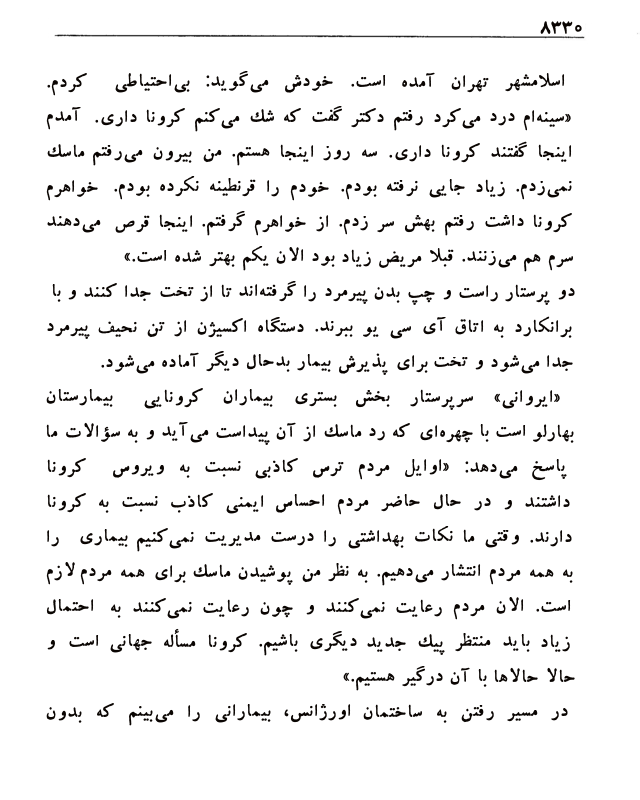 ۸۳۳۰
اسلامشهر تهران آمده است. خودش می‌گوید: بی‌احتیاطی کردم.
«سینه‌ام درد می‌کرد رفتم دکتر گفت که شك می‌کنم کرونا داری. آمدم
اینجا گفتند کرونا داری. سه روز اینجا هستم. من بیرون می‌رفتم ماسك
نمی‌زدم. زیاد جایی نرفته بودم. خودم را قرنطینه نکرده بودم. خواهرم
کرونا داشت رفتم بهش سر زدم. از خواهرم گرفتم. اینجا قرص می‌دهند
سرم هم می‌زنند. قبلا مریض زیاد بود الان یکم بهتر شده است.»
دو پرستار راست و چپ بدن پیرمرد را گرفته‌اند تا از تخت جدا کنند و با
برانکارد به اتاق آی سی یو ببرند. دستگاه اکسیژن از تن نحیف پیرمرد
جدا می‌شود و تخت برای پذیرش بیمار بدحال دیگر آماده می‌شود.
«ایروانی» سرپرستار بخش بستری بیماران کرونایی بیمارستان
بهارلو است با چهره‌ای که رد ماسك از آن پیداست می‌آید و به سؤالات ما
پاسخ می‌دهد: «اوایل مردم ترس کاذبی نسبت به ویروس کرونا
داشتند و در حال حاضر مردم احساس ایمنی کاذب نسبت به کرونا
دارند. وقتی ما نکات بهداشتی را درست مدیریت نمی‌کنیم بیماری را
به همه مردم انتشار می‌دهیم. به نظر من پوشیدن ماسك برای همه مردم لازم
است. الان مردم رعایت نمی‌کنند و چون رعایت نمی‌کنند به احتمال
زیاد باید منتظر پیك جدید دیگری باشیم. کرونا مسأله جهانی است و
حالا حالاها با آن درگیر هستیم.»
در مسیر رفتن به ساختمان اورژانس، بیمارانی را می‌بینم که بدون